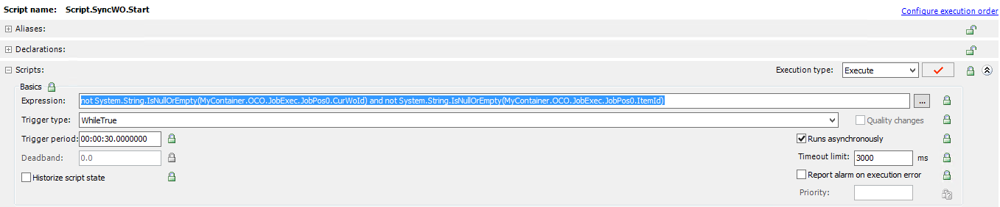 Script name: Script.SyncWO.Start
Configure execution order
Aliases:
Declarations:
Scripts: Execution type: Execute
Basics
Expression: not System.String.IsNullOrEmpty(MyContainer.OCO.JobExec.JobPos0.CurWoId) and not System.String.IsNullOrEmpty(MyContainer.OCO.JobExec.JobPos0.ItemId) ...
Trigger type: WhileTrue Quality changes
Trigger period: 00:00:30.0000000 Runs asynchronously
Deadband: 0.0 Timeout limit: 3000 ms
Historize script state Report alarm on execution error
Priority: